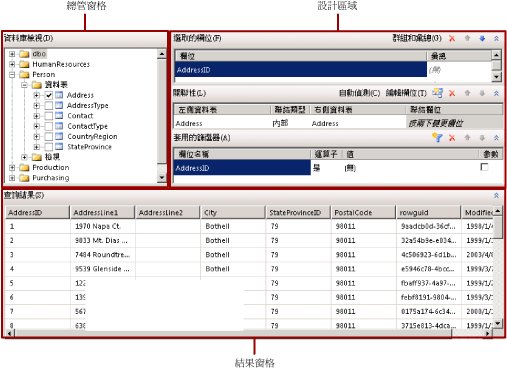 總管窗格
設計區域
資料庫檢視(D)
dbo
HumanResources
Person
資料表
Address
AddressType
Contact
ContactType
CountryRegion
StateProvince
檢視
Production
Purchasing
選取的欄位(F) 群組和彙總(G)
欄位 彙總
AddressID (無)
關聯性(L) 自動偵測(C) 編輯欄位(T)
左側資料表 聯結類型 右側資料表 聯結欄位
Address 內部 Address 按兩下變更欄位
套用的篩選器(A)
欄位名稱 運算子 值 參數
AddressID 是 (無)
查詢結果(S)
AddressID AddressLine1 AddressLine2 City StateProvinceID PostalCode rowguid Modified
1 1970 Napa Ct. Bothell 79 98011 9aadcb0d-36cf... 1998/1/4
2 9833 Mt. Dias ... Bothell 79 98011 32a54b9e-e034... 1999/1/
3 7484 Roundtre... Bothell 79 98011 4c506923-6d1b... 2003/4/8
4 9539 Glenside ... Bothell 79 98011 e5946c78-4bcc... 1999/3/
5 122 79 98011 fbaff937-4a97-... 1999/1/
6 139 79 98011 febf8191-9804-... 1999/3/
7 567 79 98011 0175a174-6c34... 2000/1/
8 638 79 98011 3715e813-4dca... 1999/1/
結果窗格